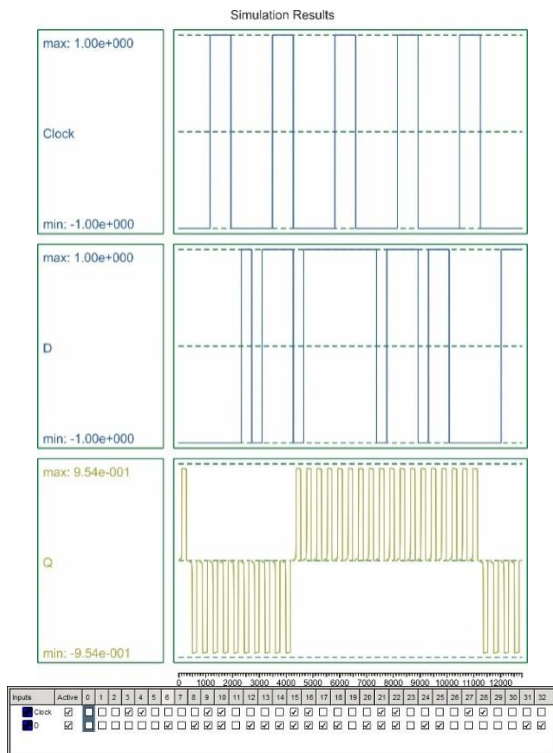 Simulation Results
max: 1.00e+000
Clock
min: -1.00e+000
max: 1.00e+000
D
min: -1.00e+000
max: 9.54e-001
Q
min: -9.54e-001
0 1000 2000 3000 4000 5000 6000 7000 8000 9000 10000 11000 12000
Inputs Active 0 1 2 3 4 5 6 7 8 9 10 11 12 13 14 15 16 17 18 19 20 21 22 23 24 25 26 27 28 29 30 31 32
Clock
D